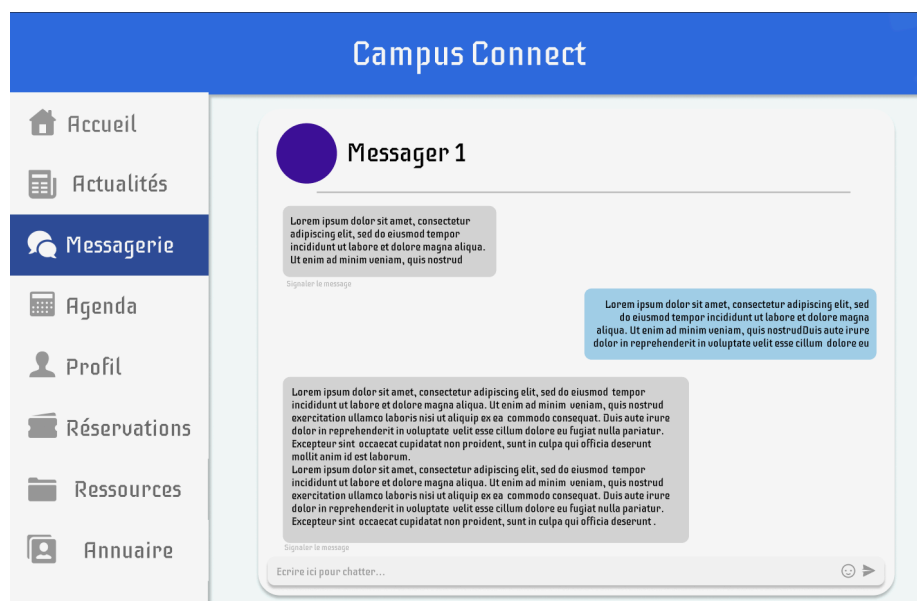 Campus Connect
Accueil
Actualités
Messagerie
Agenda
Profil
Réservations
Ressources
Annuaire
Messager 1
Lorem ipsum dolor sit amet, consectetur
adipiscing elit, sed do eiusmod tempor
incididunt ut labore et dolore magna aliqua.
Ut enim ad minim veniam, quis nostrud
Signaler le message
Lorem ipsum dolor sit amet, consectetur adipiscing elit, sed
do eiusmod tempor incididunt ut labore et dolore magna
aliqua. Ut enim ad minim veniam, quis nostrudDuis aute irure
dolor in reprehenderit in voluptate velit esse cillum dolore eu
Lorem ipsum dolor sit amet, consectetur adipiscing elit, sed do eiusmod tempor
incididunt ut labore et dolore magna aliqua. Ut enim ad minim veniam, quis nostrud
exercitation ullamco laboris nisi ut aliquip ex ea commodo consequat. Duis aute irure
dolor in reprehenderit in voluptate velit esse cillum dolore eu fugiat nulla pariatur.
Excepteur sint occaecat cupidatat non proident, sunt in culpa qui officia deserunt
mollit anim id est laborum.
Lorem ipsum dolor sit amet, consectetur adipiscing elit, sed do eiusmod tempor
incididunt ut labore et dolore magna aliqua. Ut enim ad minim veniam, quis nostrud
exercitation ullamco laboris nisi ut aliquip ex ea commodo consequat. Duis aute irure
dolor in reprehenderit in voluptate velit esse cillum dolore eu fugiat nulla pariatur.
Excepteur sint occaecat cupidatat non proident, sunt in culpa qui officia deserunt .
Signaler le message
Ecrire ici pour chatter...